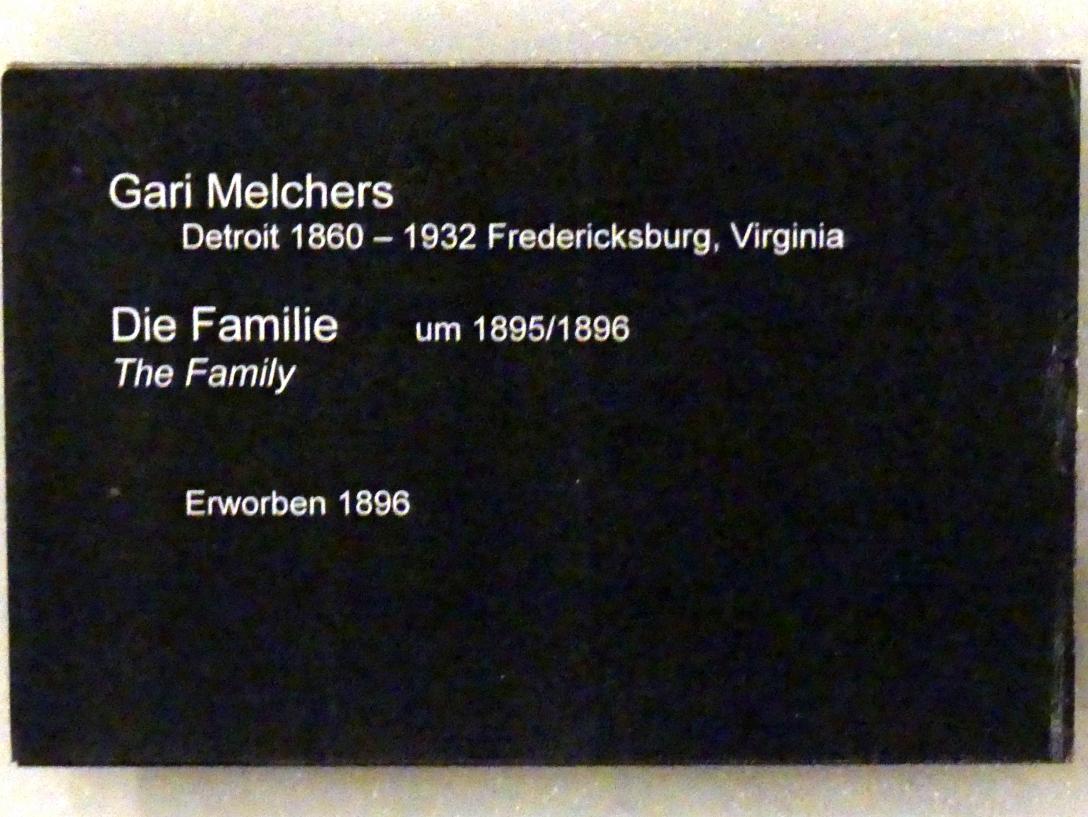 Gari Melchers
Detroit 1860 – 1932 Fredericksburg, Virginia
Die Familie um 1895/1896
The Family
Erworben 1896